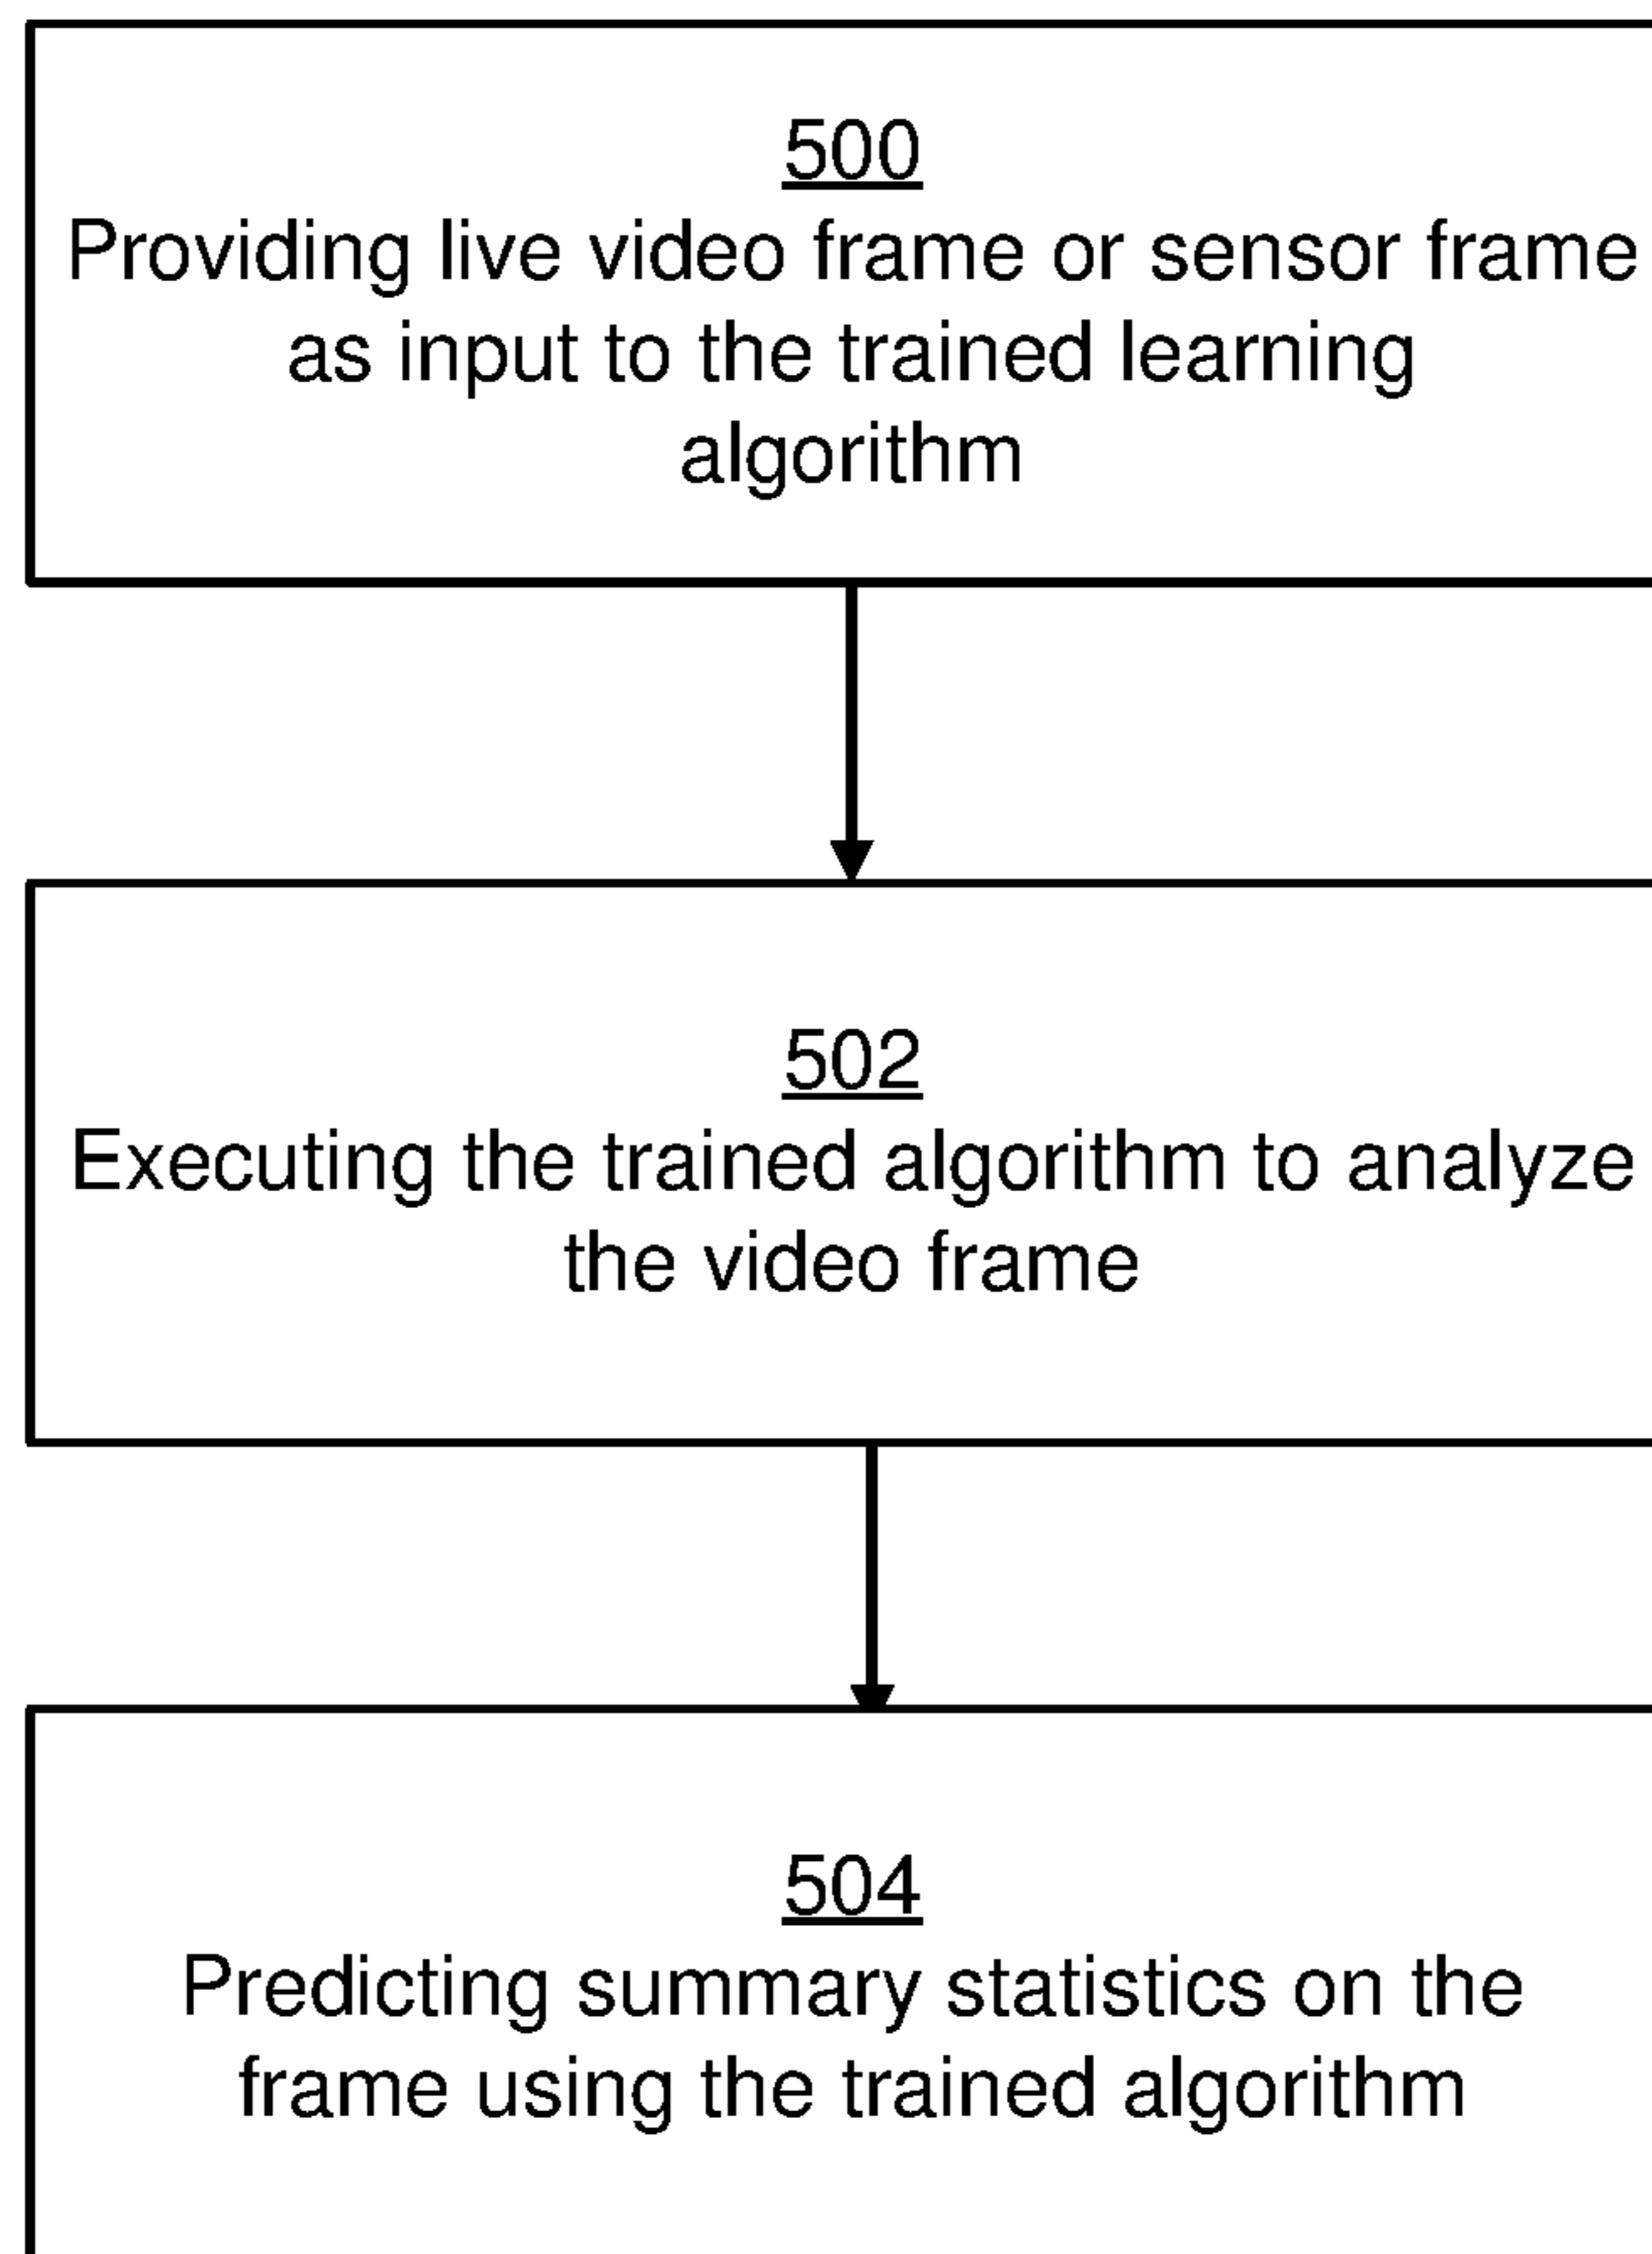 500
Providing live video frame or sensor frame
as input to the trained learning
algorithm
502
Executing the trained algorithm to analyze
the video frame
504
Predicting summary statistics on the
frame using the trained algorithm